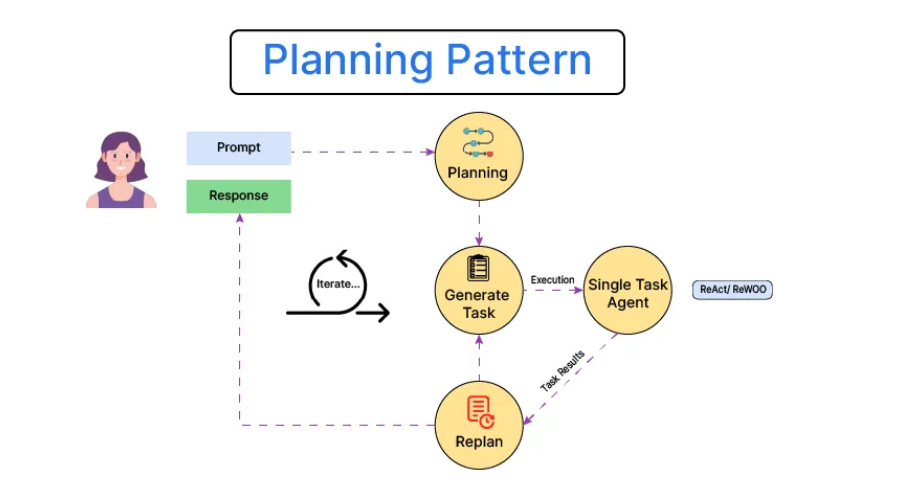 Planning Pattern
Prompt
Response
Planning
Iterate...
Generate
Task
Execution
Single Task
Agent
ReAct/ ReWOO
Task Results
Replan